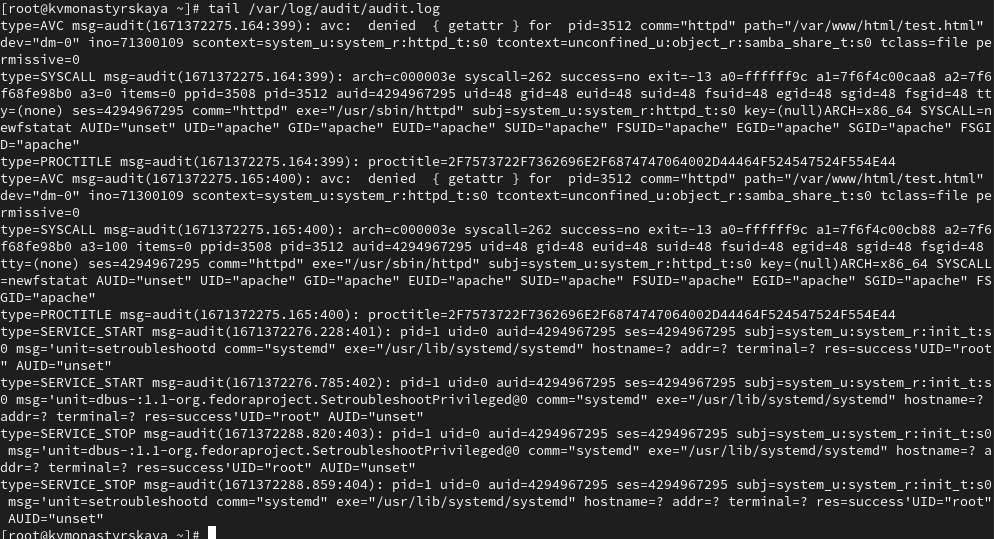 [root@kvmonastyrskaya ~]# tail /var/log/audit/audit.log
type=AVC msg=audit(1671372275.164:399): avc:  denied  { getattr } for  pid=3512 comm="httpd" path="/var/www/html/test.html"
dev="dm-0" ino=71300109 scontext=system_u:system_r:httpd_t:s0 tcontext=unconfined_u:object_r:samba_share_t:s0 tclass=file pe
rmissive=0
type=SYSCALL msg=audit(1671372275.164:399): arch=c000003e syscall=262 success=no exit=-13 a0=ffffff9c a1=7f6f4c00caa8 a2=7f6
f68fe98b0 a3=0 items=0 ppid=3508 pid=3512 auid=4294967295 uid=48 gid=48 euid=48 suid=48 fsuid=48 egid=48 sgid=48 fsgid=48 tt
y=(none) ses=4294967295 comm="httpd" exe="/usr/sbin/httpd" subj=system_u:system_r:httpd_t:s0 key=(null)ARCH=x86_64 SYSCALL=n
ewfstatat AUID="unset" UID="apache" GID="apache" EUID="apache" SUID="apache" FSUID="apache" EGID="apache" SGID="apache" FSGI
D="apache"
type=PROCTITLE msg=audit(1671372275.164:399): proctitle=2F7573722F7362696E2F6874747064002D44464F524547524F554E44
type=AVC msg=audit(1671372275.165:400): avc:  denied  { getattr } for  pid=3512 comm="httpd" path="/var/www/html/test.html"
dev="dm-0" ino=71300109 scontext=system_u:system_r:httpd_t:s0 tcontext=unconfined_u:object_r:samba_share_t:s0 tclass=file pe
rmissive=0
type=SYSCALL msg=audit(1671372275.165:400): arch=c000003e syscall=262 success=no exit=-13 a0=ffffff9c a1=7f6f4c00cb88 a2=7f6
f68fe98b0 a3=100 items=0 ppid=3508 pid=3512 auid=4294967295 uid=48 gid=48 euid=48 suid=48 fsuid=48 egid=48 sgid=48 fsgid=48
tty=(none) ses=4294967295 comm="httpd" exe="/usr/sbin/httpd" subj=system_u:system_r:httpd_t:s0 key=(null)ARCH=x86_64 SYSCALL
=newfstatat AUID="unset" UID="apache" GID="apache" EUID="apache" SUID="apache" FSUID="apache" EGID="apache" SGID="apache" FS
GID="apache"
type=PROCTITLE msg=audit(1671372275.165:400): proctitle=2F7573722F7362696E2F6874747064002D44464F524547524F554E44
type=SERVICE_START msg=audit(1671372276.228:401): pid=1 uid=0 auid=4294967295 ses=4294967295 subj=system_u:system_r:init_t:s
0 msg='unit=setroubleshootd comm="systemd" exe="/usr/lib/systemd/systemd" hostname=? addr=? terminal=? res=success'UID="root
" AUID="unset"
type=SERVICE_START msg=audit(1671372276.785:402): pid=1 uid=0 auid=4294967295 ses=4294967295 subj=system_u:system_r:init_t:s
0 msg='unit=dbus-:1.1-org.fedoraproject.SetroubleshootPrivileged@0 comm="systemd" exe="/usr/lib/systemd/systemd" hostname=?
addr=? terminal=? res=success'UID="root" AUID="unset"
type=SERVICE_STOP msg=audit(1671372288.820:403): pid=1 uid=0 auid=4294967295 ses=4294967295 subj=system_u:system_r:init_t:s0
 msg='unit=dbus-:1.1-org.fedoraproject.SetroubleshootPrivileged@0 comm="systemd" exe="/usr/lib/systemd/systemd" hostname=? a
ddr=? terminal=? res=success'UID="root" AUID="unset"
type=SERVICE_STOP msg=audit(1671372288.859:404): pid=1 uid=0 auid=4294967295 ses=4294967295 subj=system_u:system_r:init_t:s0
 msg='unit=setroubleshootd comm="systemd" exe="/usr/lib/systemd/systemd" hostname=? addr=? terminal=? res=success'UID="root"
 AUID="unset"
[root@kvmonastyrskaya ~]#